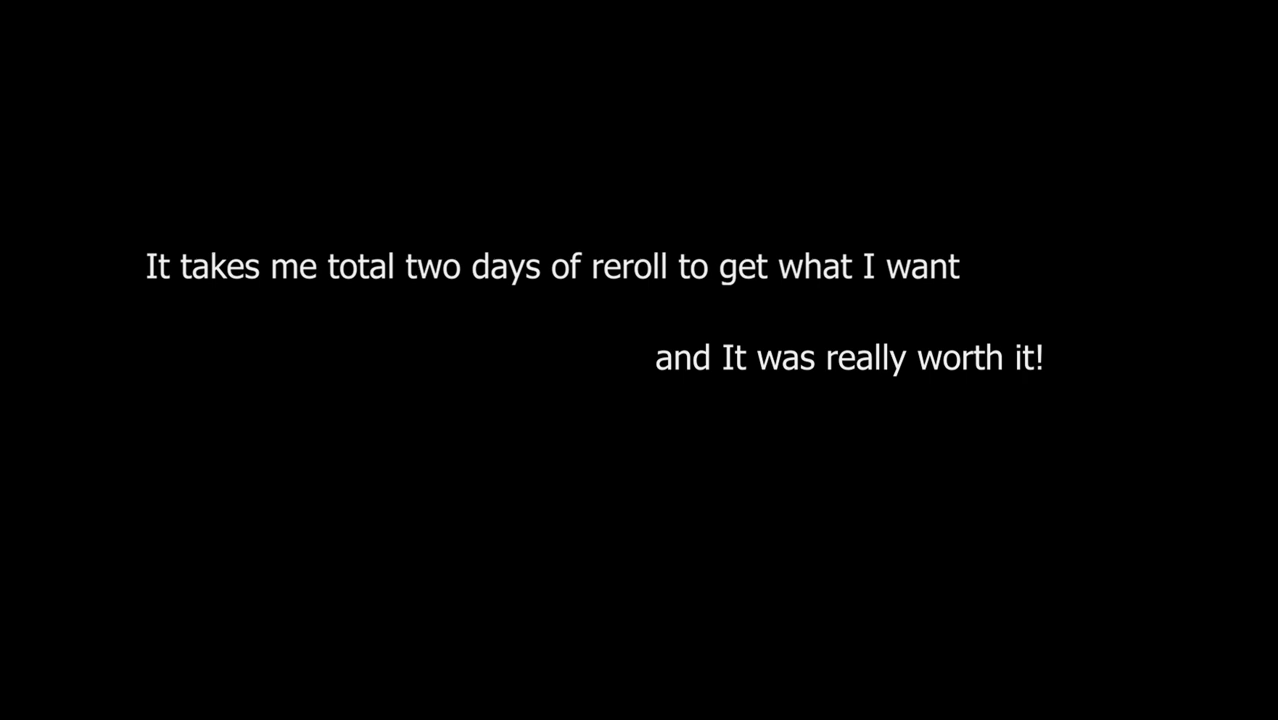 It takes me total two days of reroll to get what I want
and It was really worth it!